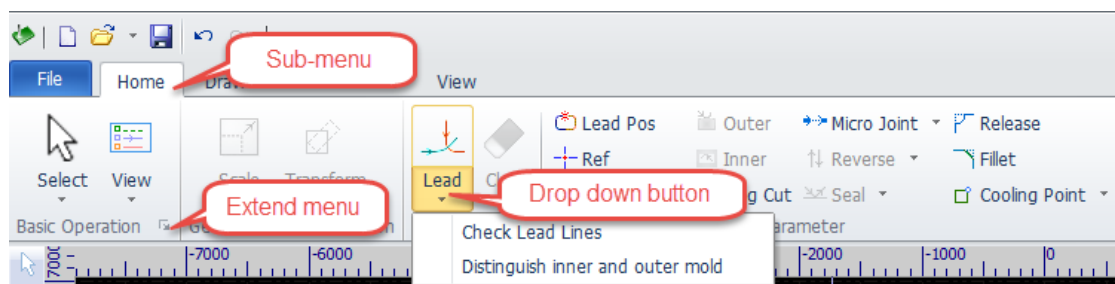 Sub-menu
File Home View
Lead Pos Outer Micro Joint Release
Ref Inner Reverse Fillet
Select View Scale Transform Lead Drop down button Seal Cooling Point
Extend menu
Basic Operation
Check Lead Lines
Distinguish inner and outer mold
7000 -7000 -6000 -2000 -1000 0